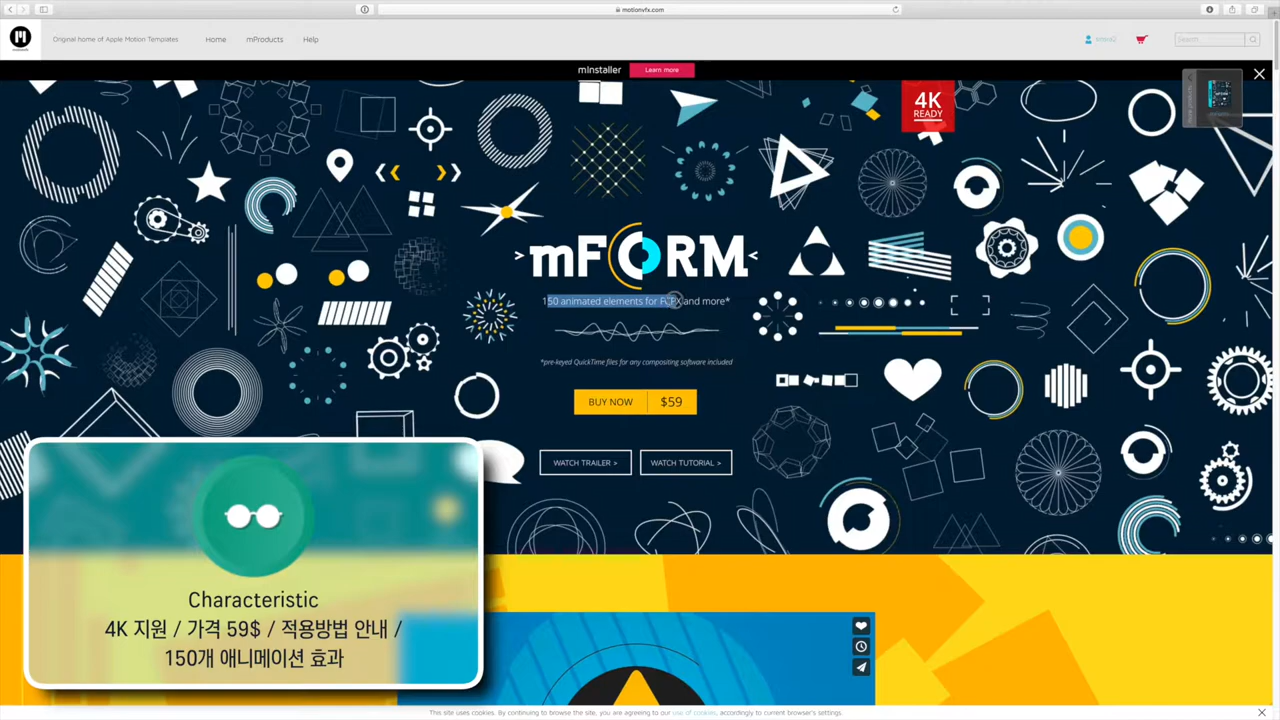 motionvfx.com
Original home of Apple Motion Templates
Home
mProducts
Help
Search
mInstaller
Learn more
4K
READY
mFORM
150 animated elements for FCPX and more*
*pre-keyed QuickTime files for any compositing software included
BUY NOW
$59
WATCH TRAILER >
WATCH TUTORIAL >
Characteristic
4K 지원 / 가격 59$ / 적용방법 안내 /
150개 애니메이션 효과
This site uses cookies. By continuing to browse the site, you are agreeing to our use of cookies, accordingly to current browser's settings.